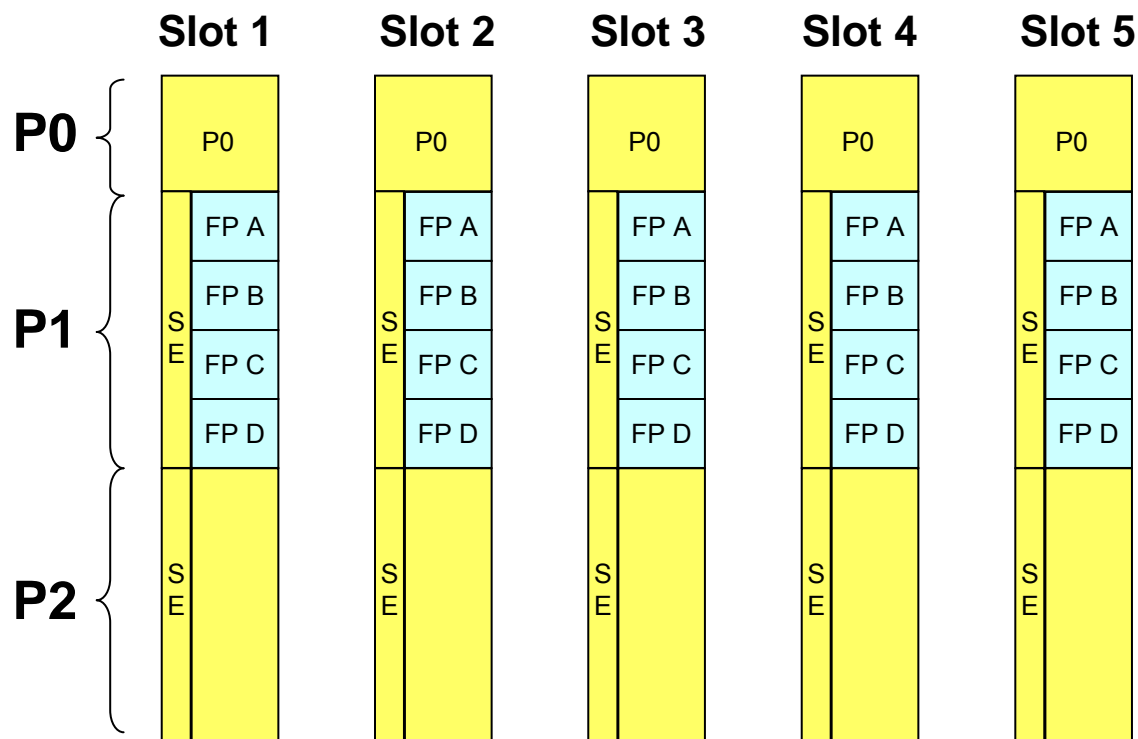 Slot 1 Slot 2 Slot 3 Slot 4 Slot 5
P0 P0 P0 P0 P0 P0
FP A FP A FP A FP A FP A
FP B FP B FP B FP B FP B
P1 S E S E S E S E S E
FP C FP C FP C FP C FP C
FP D FP D FP D FP D FP D
P2 S E S E S E S E S E